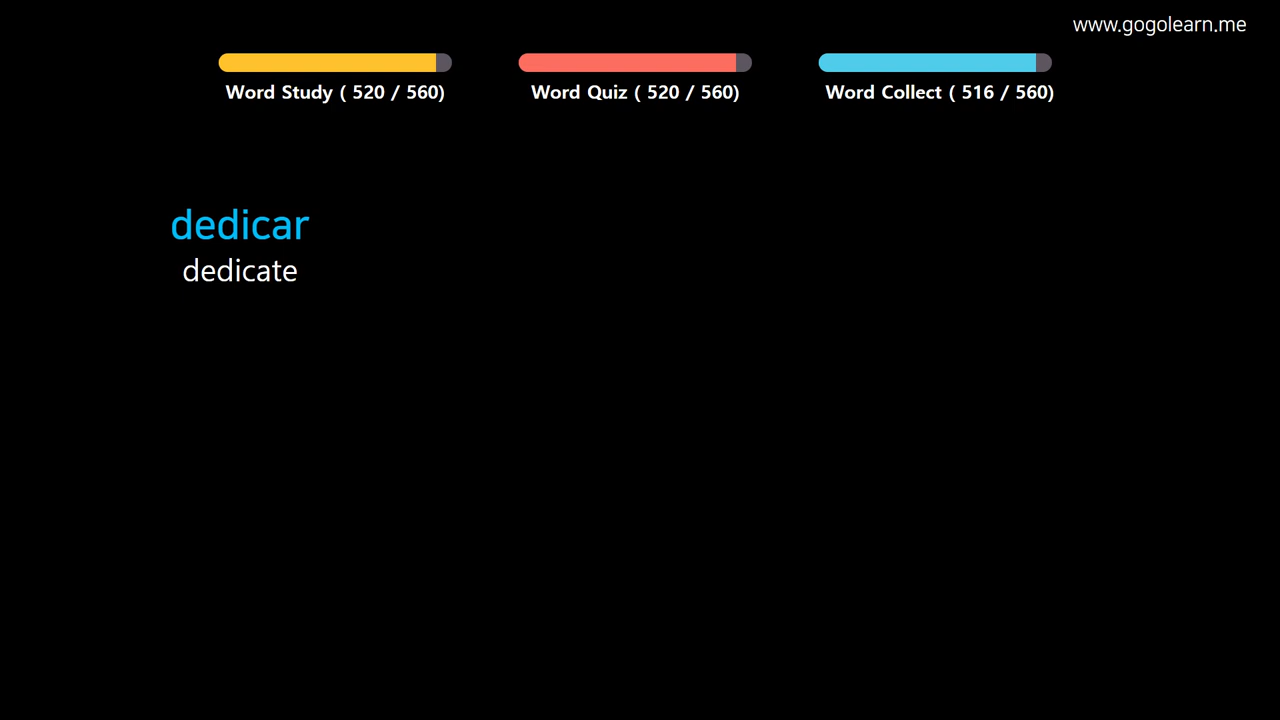 www.gogolearn.me
Word Study ( 520 / 560)
Word Quiz ( 520 / 560)
Word Collect ( 516 / 560)
dedicar
dedicate